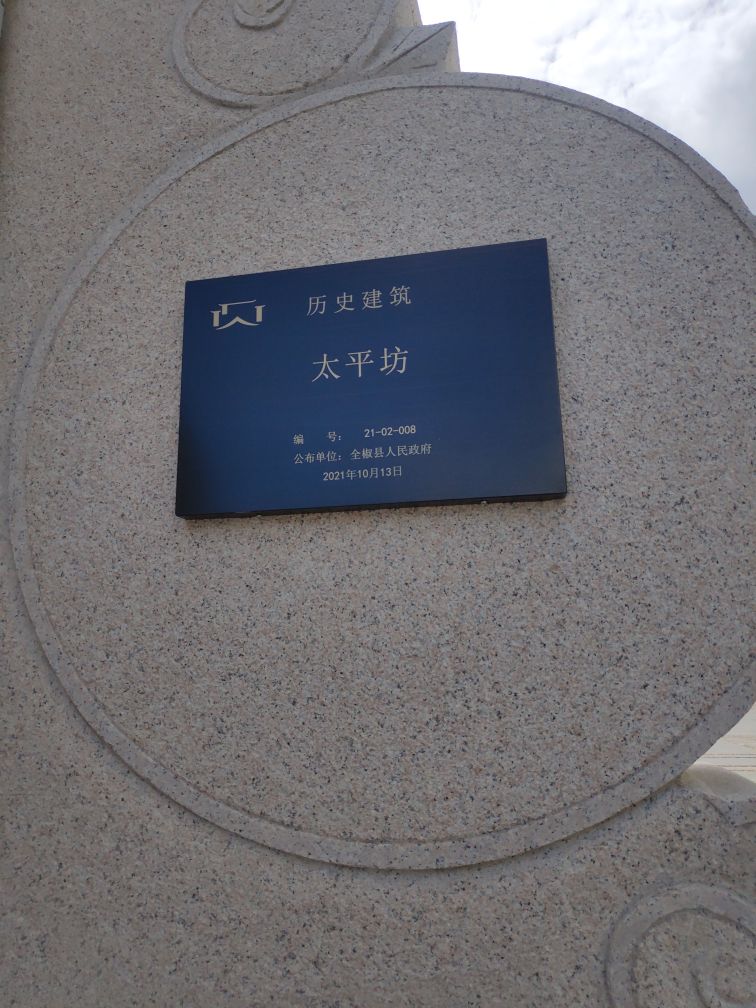 历史建筑
太平坊
编 号： 21-02-008
公布单位：全椒县人民政府
2021年10月13日